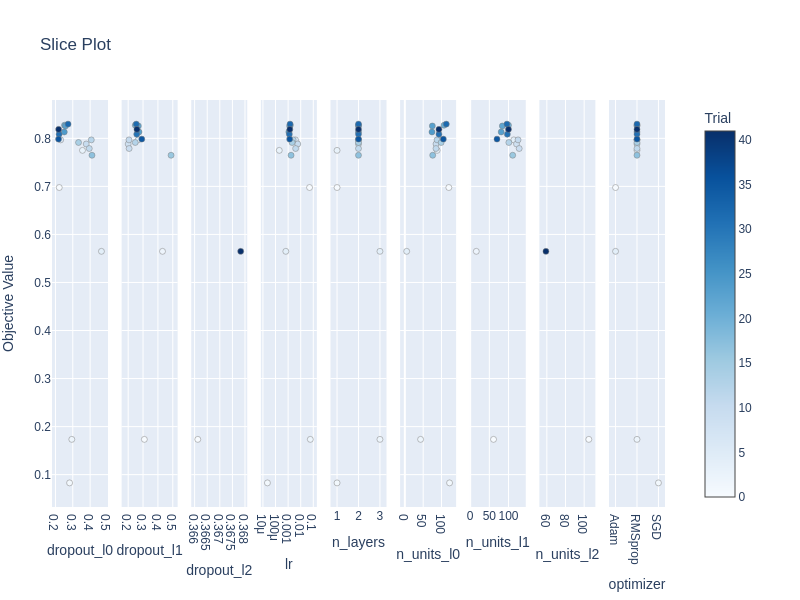 Slice Plot
Trial
Objective Value
0.8
0.7
0.6
0.5
0.4
0.3
0.2
0.1
0.2 0.3 0.4 0.5
dropout_l0
0.2 0.3 0.4 0.5
dropout_l1
0.366 0.3665 0.367 0.3675 0.368
dropout_l2
10μ 100μ 0.001 0.01 0.1
lr
1 2 3
n_layers
0 50 100
n_units_l0
0 50 100
n_units_l1
60 80 100
n_units_l2
Adam RMSprop SGD
optimizer
40
35
30
25
20
15
10
5
0